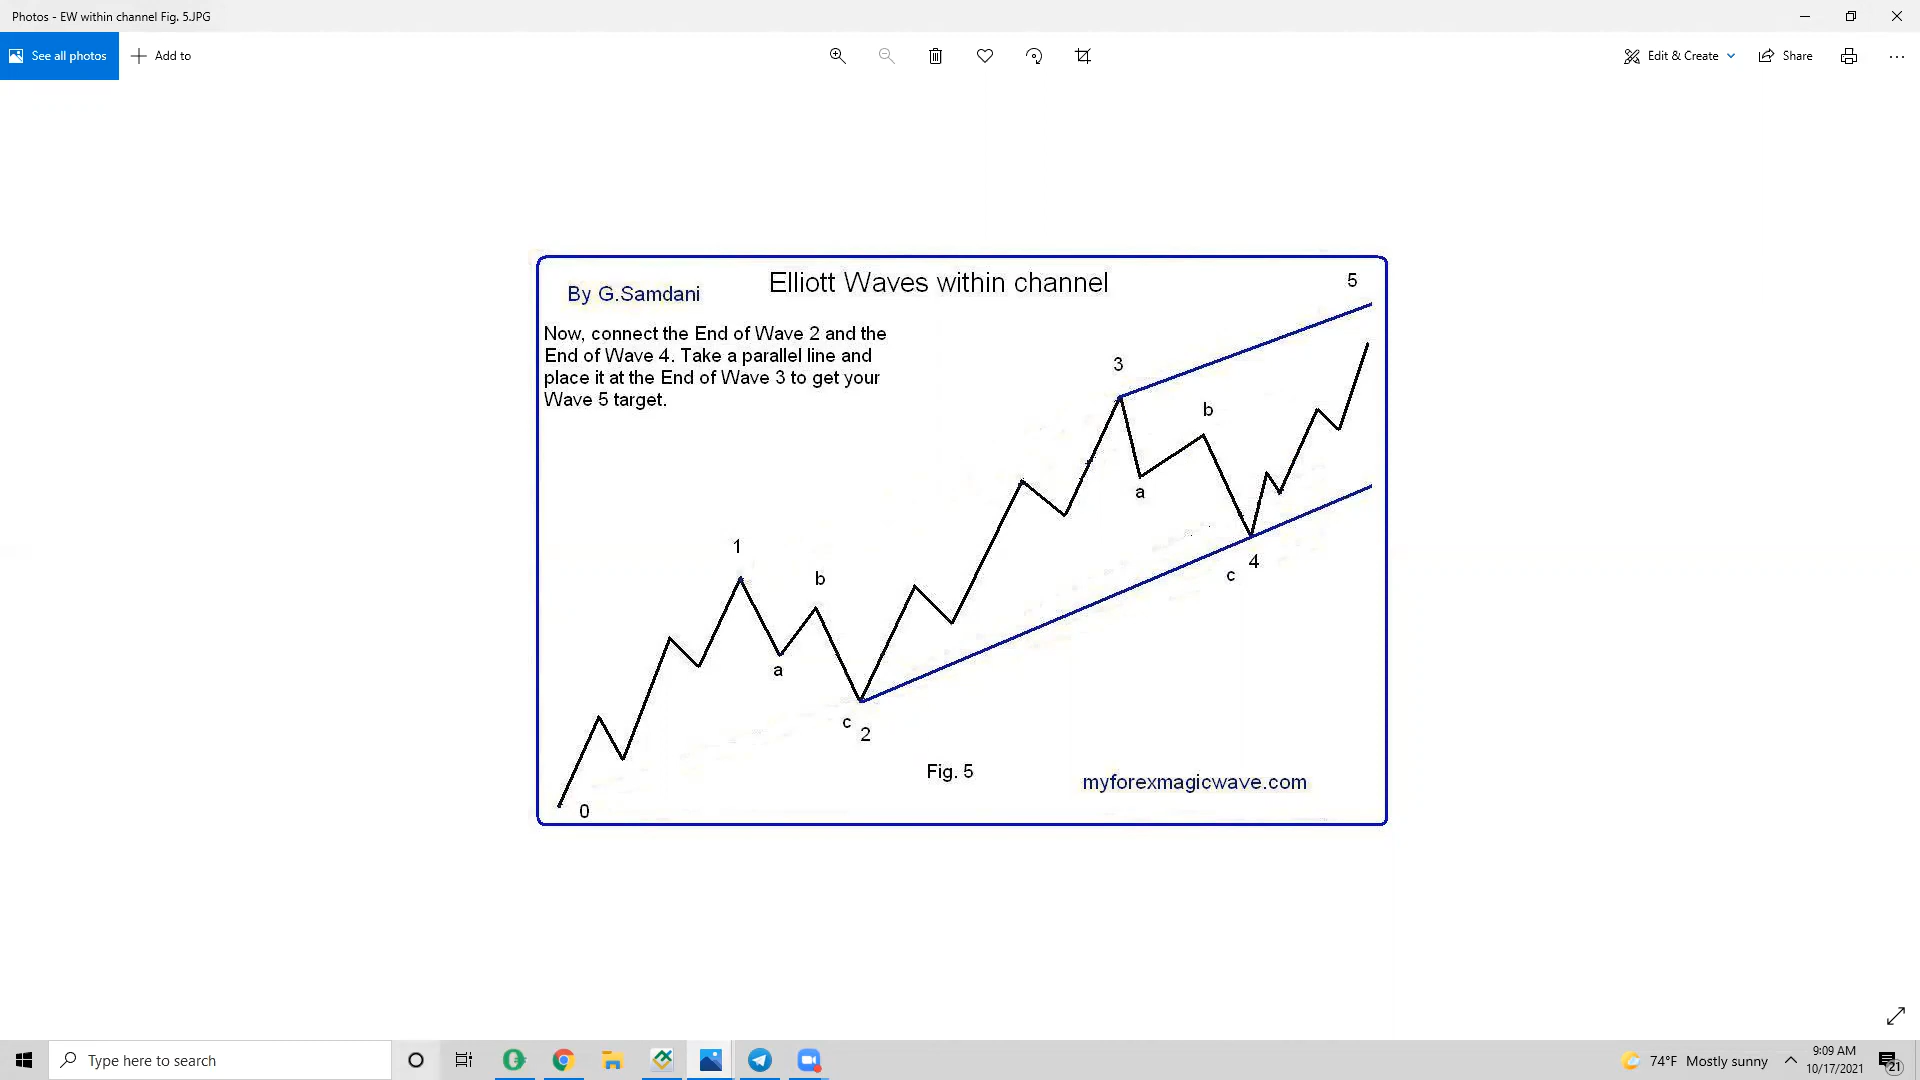 Photos - EW within channel Fig. 5.JPG
See all photos
Add to
Edit & Create
Share
Elliott Waves within channel
5
By G.Samdani
Now, connect the End of Wave 2 and the
End of Wave 4. Take a parallel line and
place it at the End of Wave 3 to get your
Wave 5 target.
3
b
a
1
b
4
c
a
c
2
Fig. 5
myforexmagicwave.com
0
Type here to search
74°F Mostly sunny
9:09 AM
10/17/2021
21